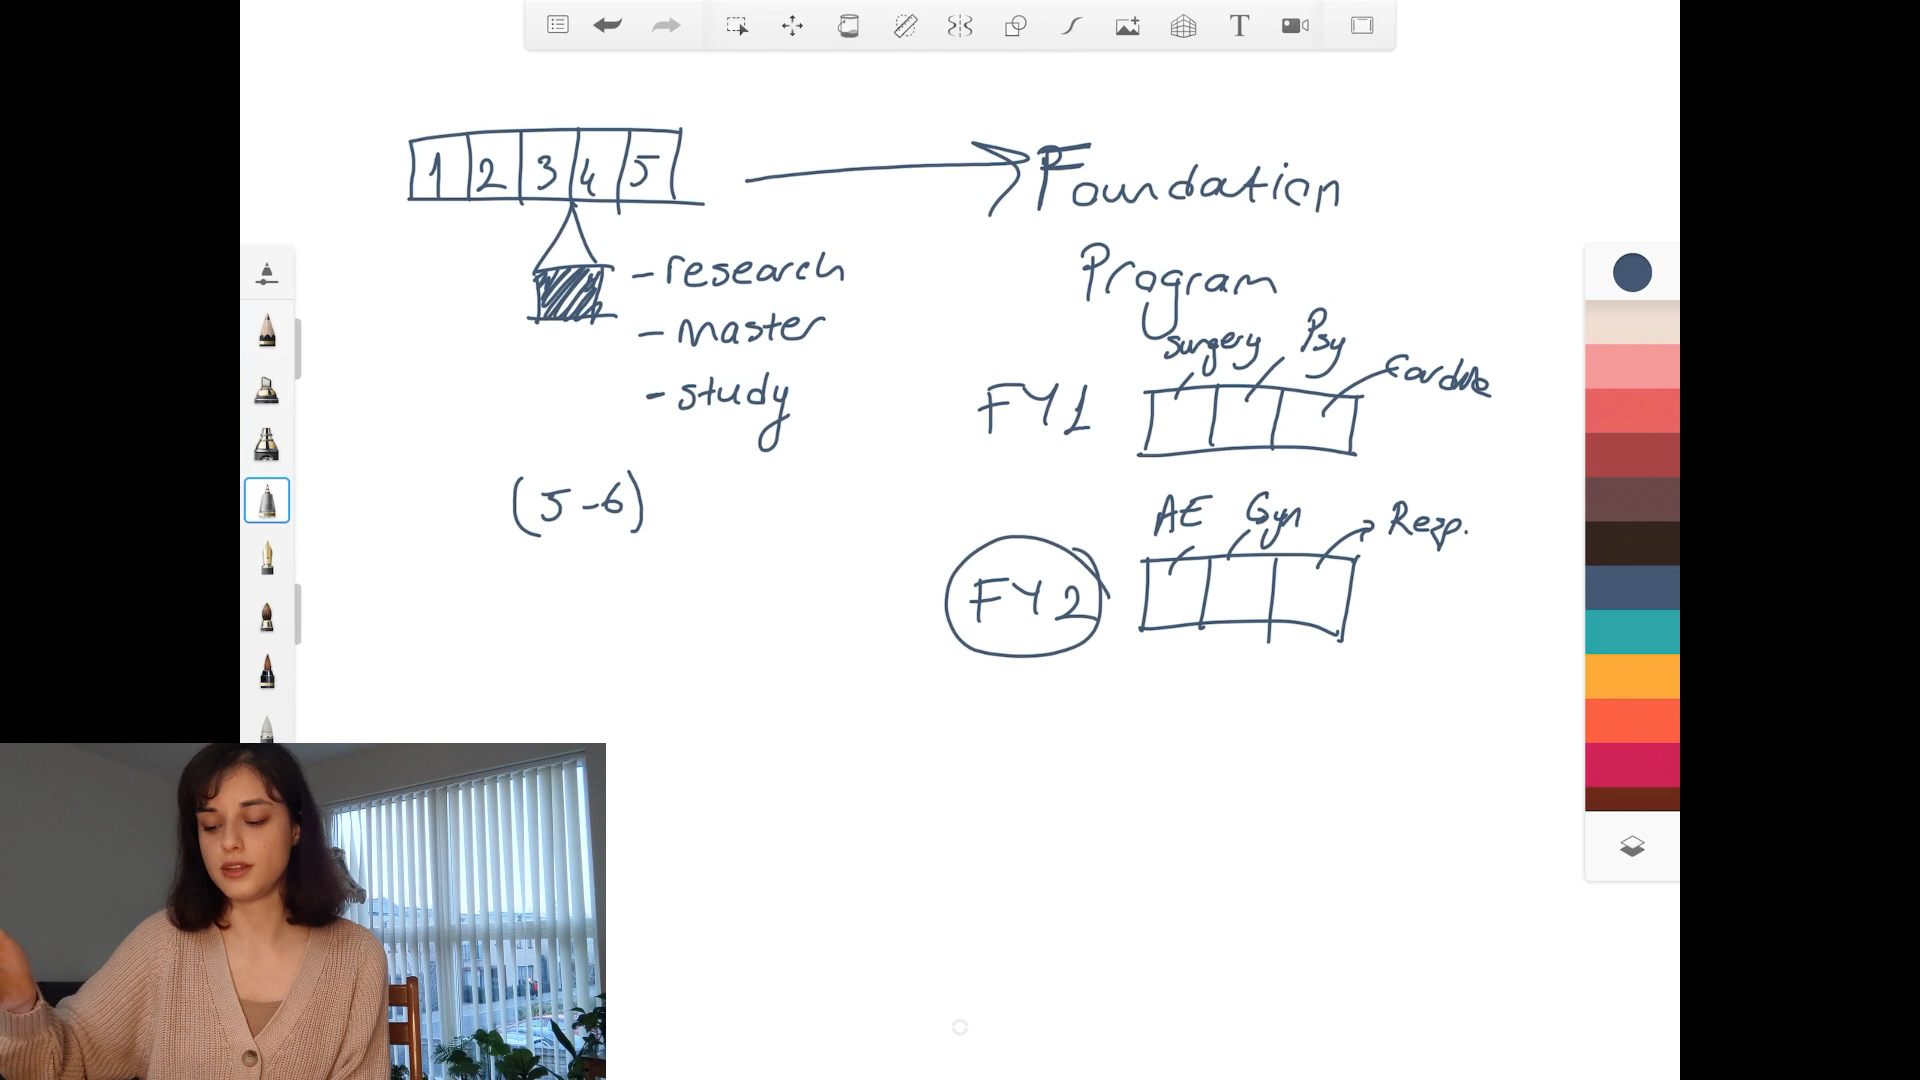 1 2 3 4 5
Foundation
Program
- research
- master
- study
(5-6)
surgery Psy Cardio
FY1
AE Gyn Resp.
FY2
T